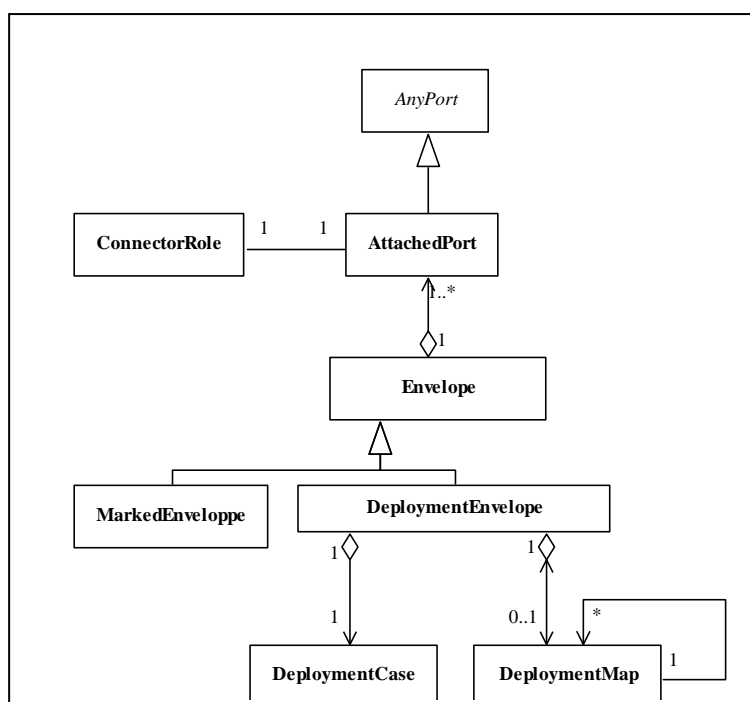 AnyPort
1
1
ConnectorRole
AttachedPort
1..*
1
Envelope
MarkedEnveloppe
DeploymentEnvelope
1
1
1
0..1
*
1
DeploymentCase
DeploymentMap